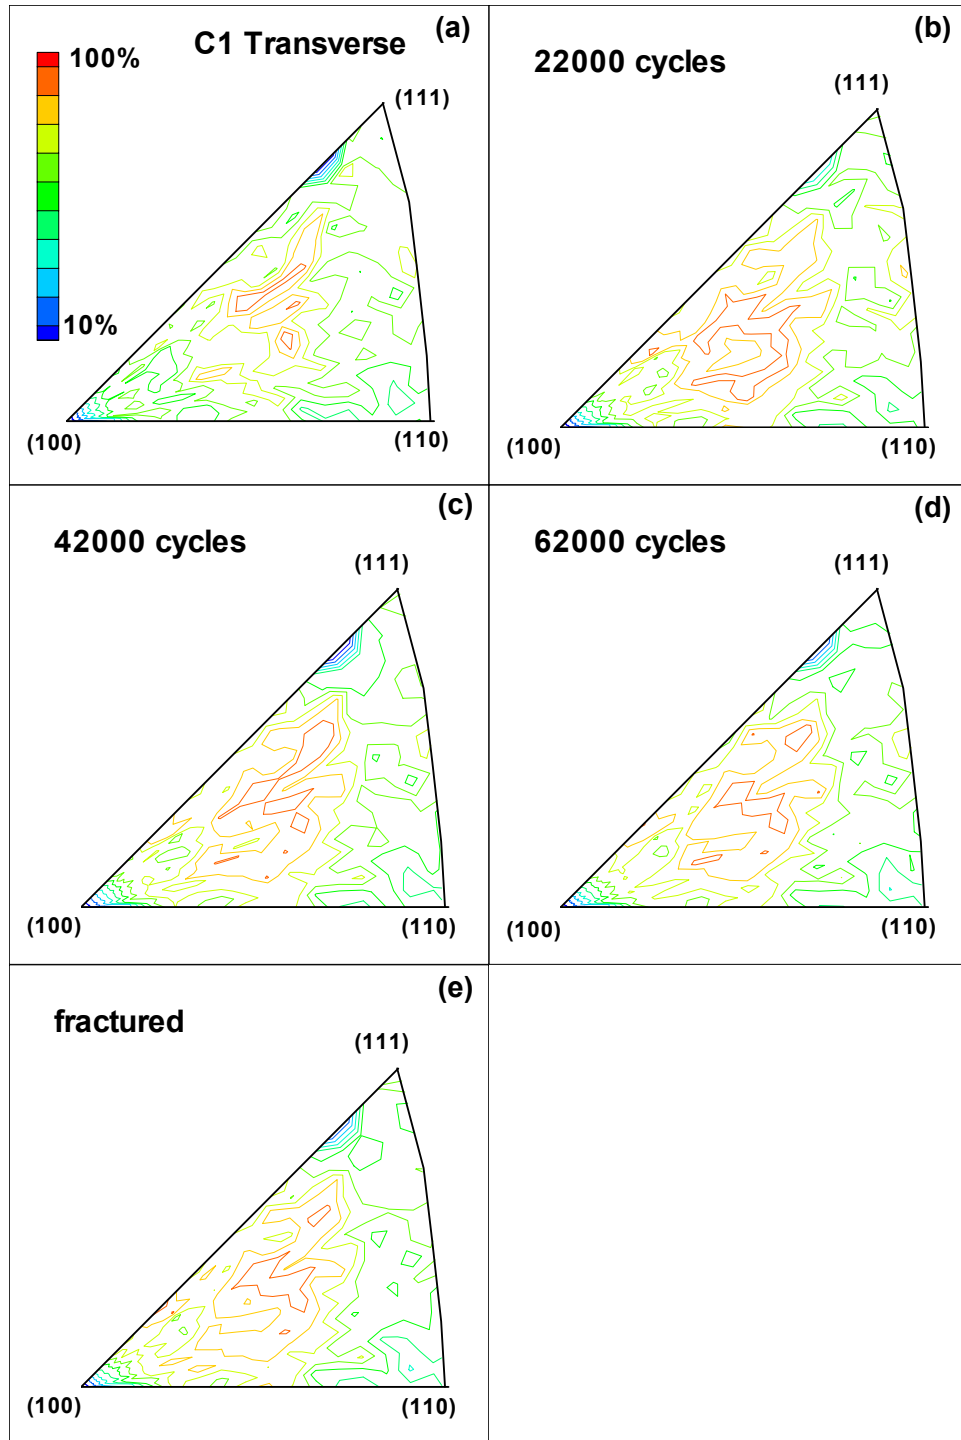 (a)
C1 Transverse
100%
10%
(111)
(100)
(110)
(b)
22000 cycles
(111)
(100)
(110)
(c)
42000 cycles
(111)
(100)
(110)
(d)
62000 cycles
(111)
(100)
(110)
(e)
fractured
(111)
(100)
(110)